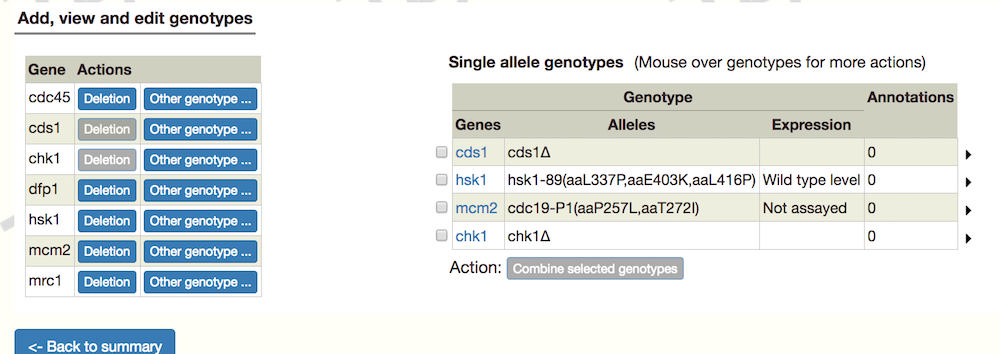 Add, view and edit genotypes
Gene Actions
cdc45 Deletion Other genotype ...
cds1 Deletion Other genotype ...
chk1 Deletion Other genotype ...
dfp1 Deletion Other genotype ...
hsk1 Deletion Other genotype ...
mcm2 Deletion Other genotype ...
mrc1 Deletion Other genotype ...
Single allele genotypes (Mouse over genotypes for more actions)
Genotype Annotations
Genes Alleles Expression
cds1 cds1Δ 0
hsk1 hsk1-89(aaL337P,aaE403K,aaL416P) Wild type level 0
mcm2 cdc19-P1(aaP257L,aaT272I) Not assayed 0
chk1 chk1Δ 0
Action: Combine selected genotypes
<- Back to summary